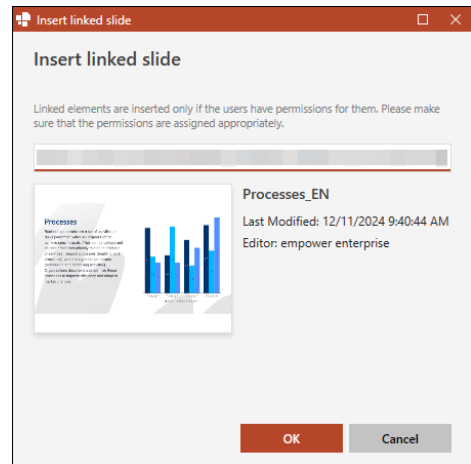 Insert linked slide
Insert linked slide
Linked elements are inserted only if the users have permissions for them. Please make
sure that the permissions are assigned appropriately.
Processes_EN
Last Modified: 12/11/2024 9:40:44 AM
Editor: empower enterprise
Processes
OK
Cancel